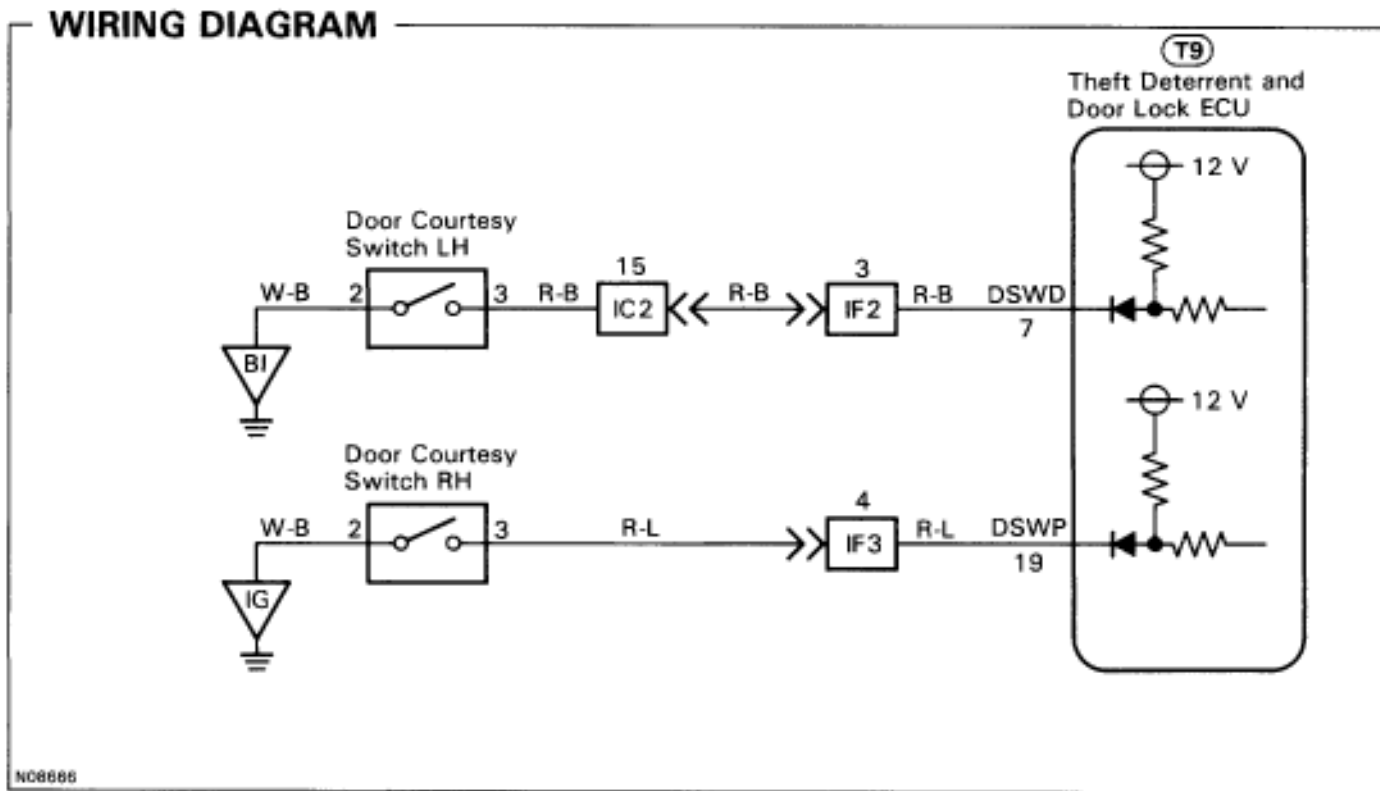 WIRING DIAGRAM
T9
Theft Deterrent and
Door Lock ECU
12 V
Door Courtesy
Switch LH
W-B 2 3 R-B 15 IC2 R-B 3 IF2 R-B DSWD 7
BI
12 V
Door Courtesy
Switch RH
W-B 2 3 R-L 4 IF3 R-L DSWP 19
IG
N08666